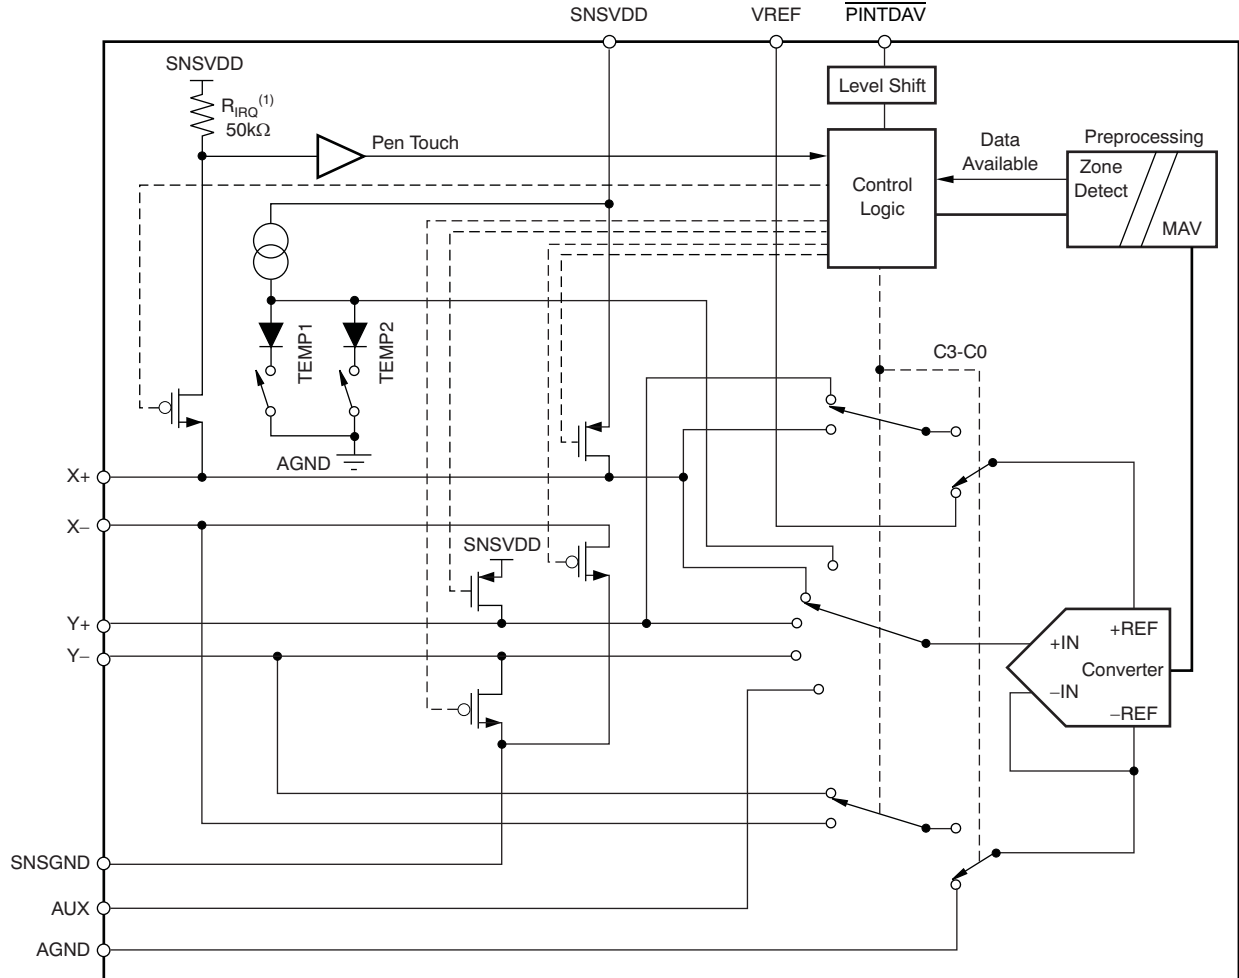 SNSVDD
VREF
PINTDAV
SNSVDD
RIRQ(1)
50kΩ
Level Shift
Pen Touch
Data
Available
Preprocessing
Zone
Detect
MAV
Control
Logic
TEMP1
TEMP2
C3-C0
AGND
X+
X–
SNSVDD
Y+
Y–
+IN
+REF
Converter
–IN
–REF
SNSGND
AUX
AGND